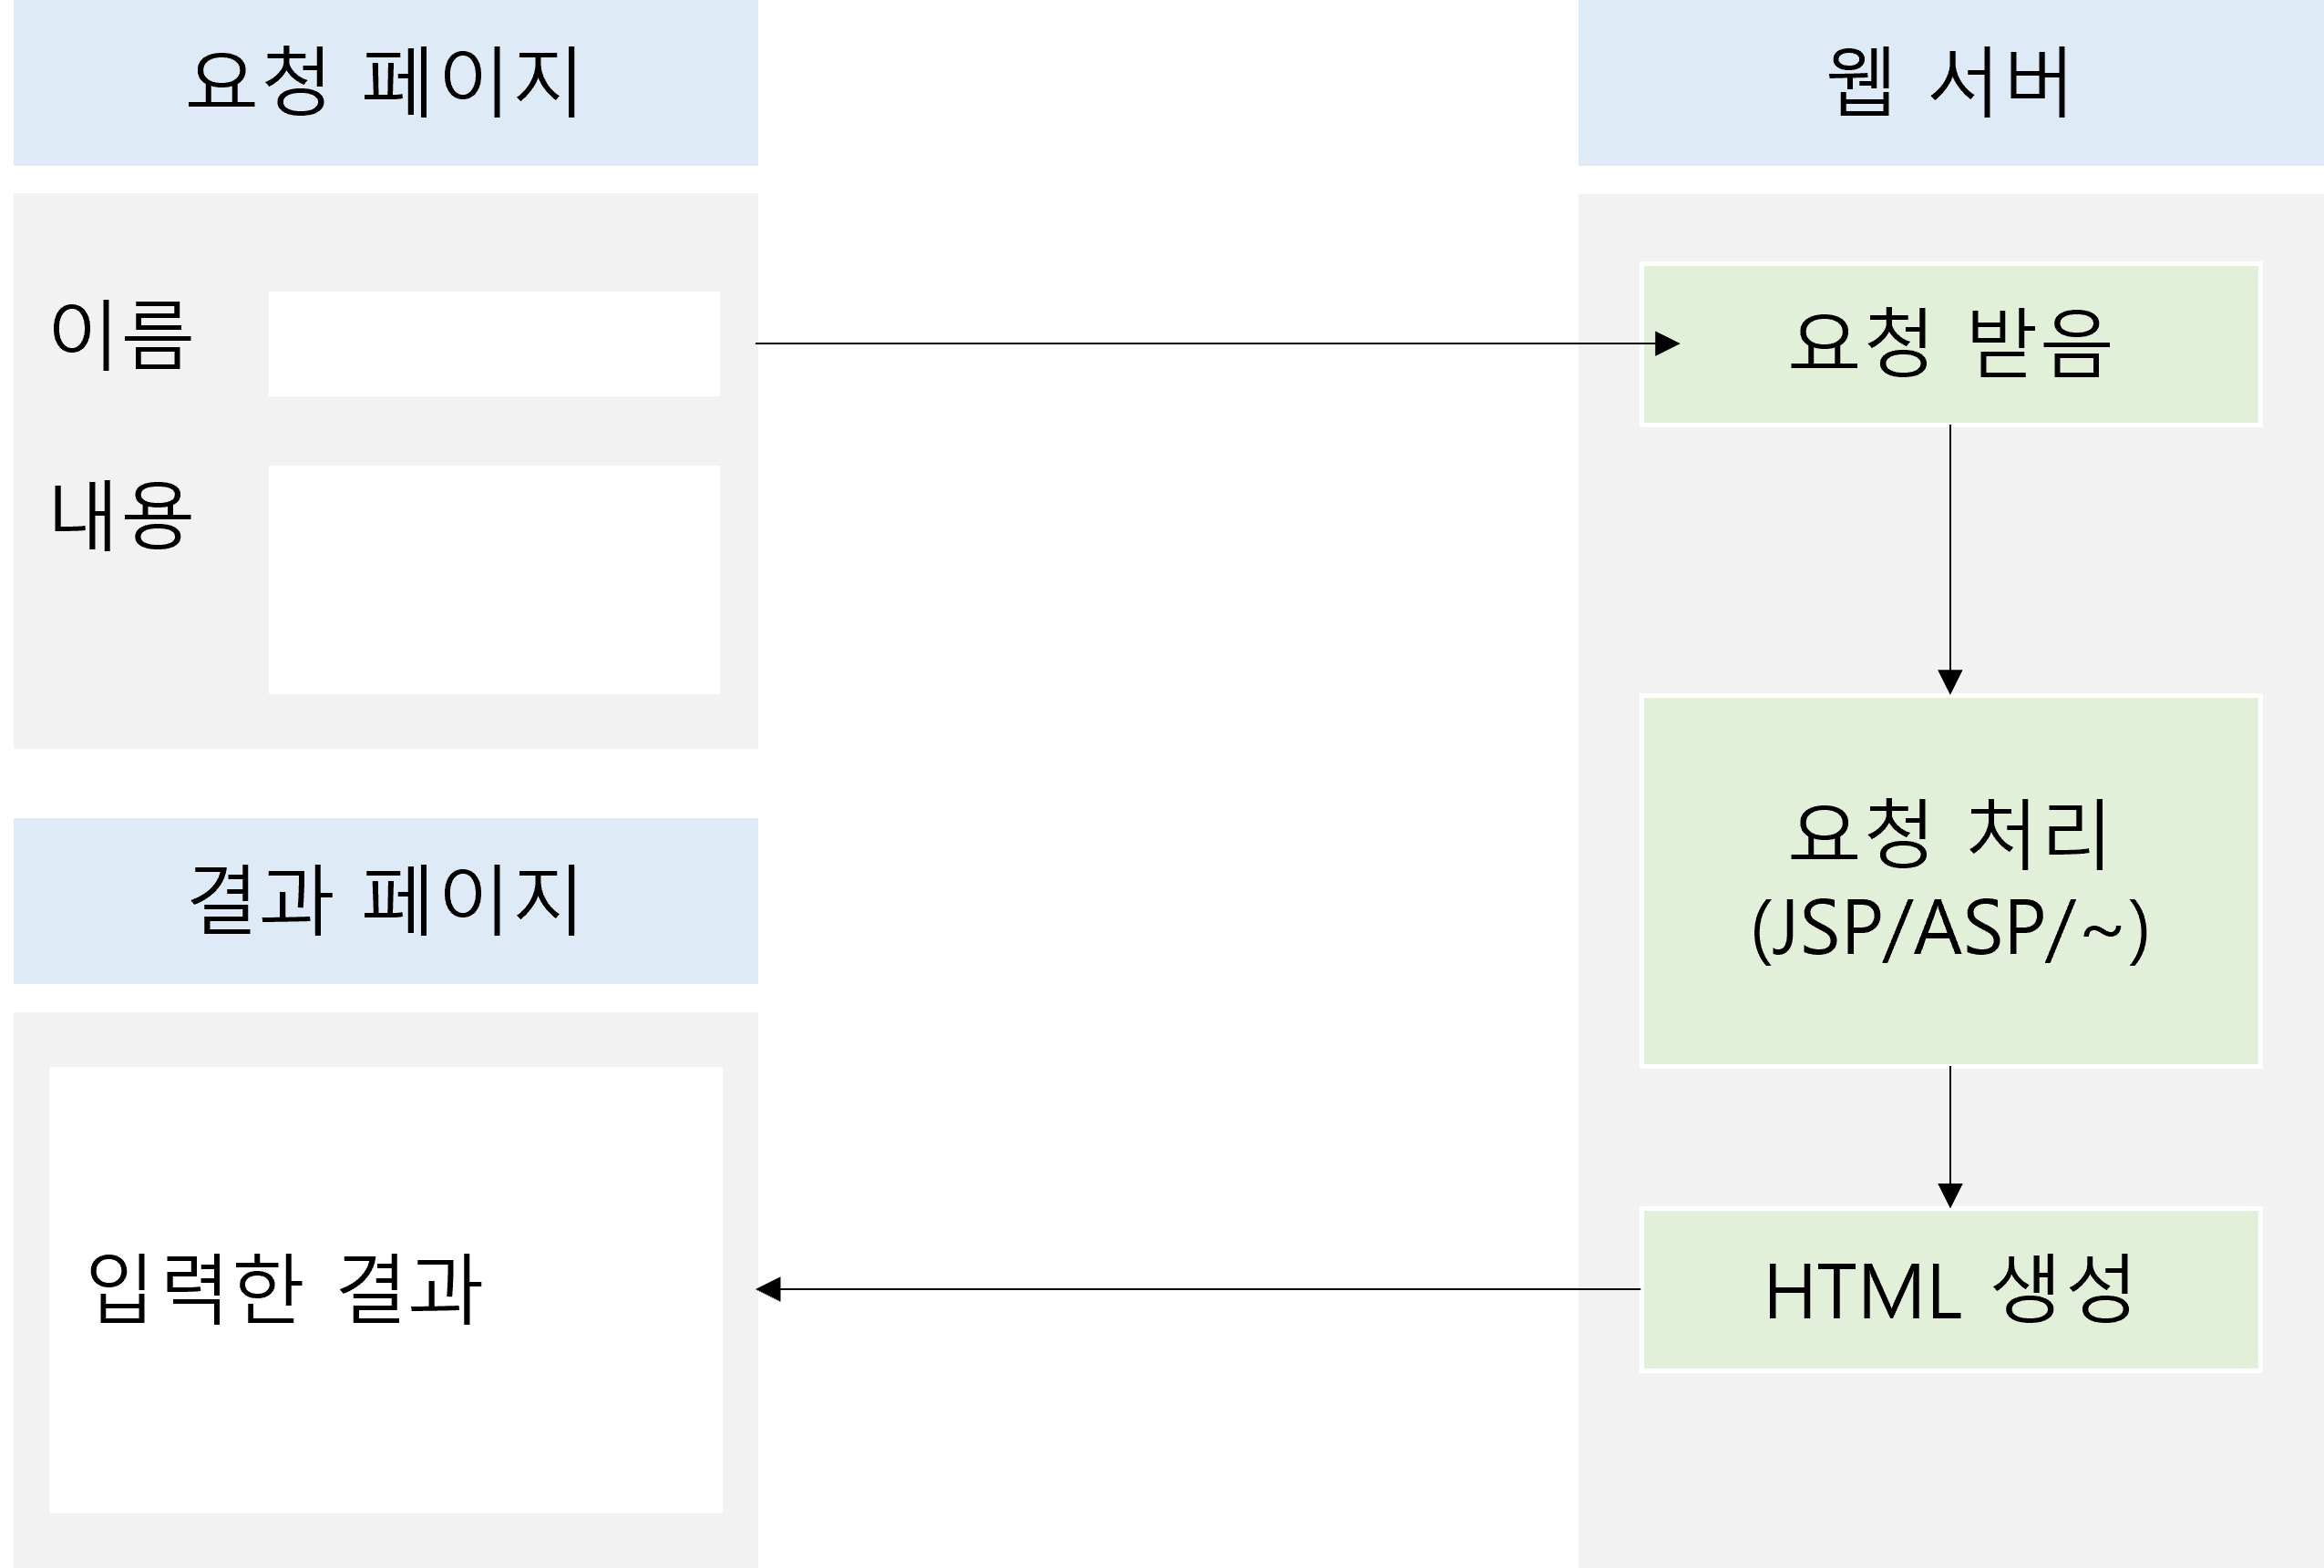 요청 페이지
이름
내용
결과 페이지
입력한 결과
웹 서버
요청 받음
요청 처리
(JSP/ASP/~)
HTML 생성